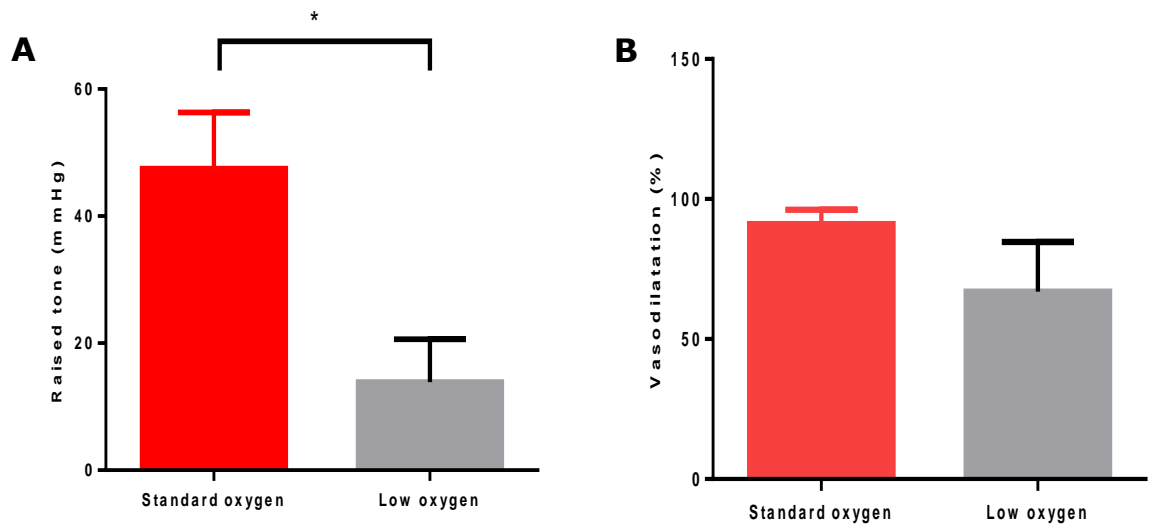 A
*
Raised tone (mmHg)
60
40
20
0
Standard oxygen
Low oxygen
B
Vasodilatation (%)
150
100
50
0
Standard oxygen
Low oxygen